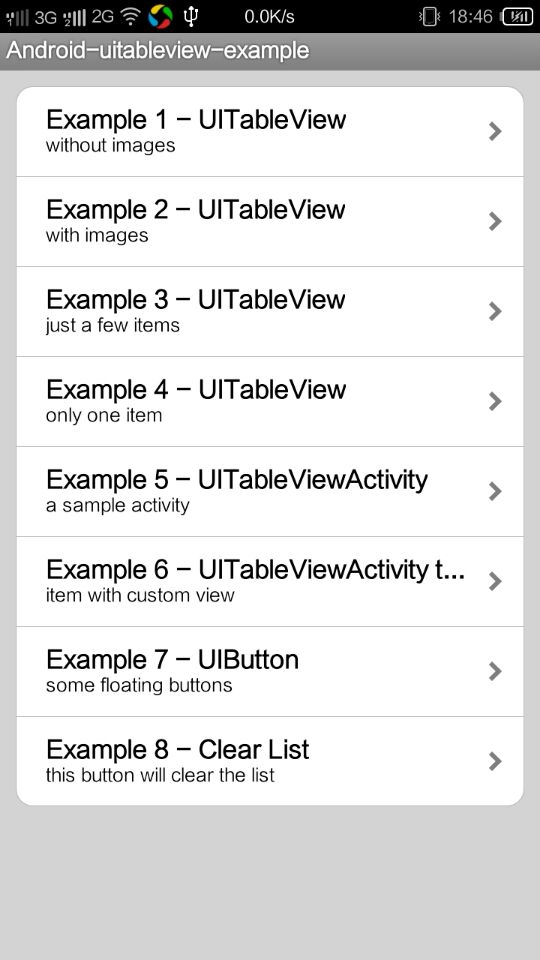 3G 2G 0.0K/s 18:46
Android-uitableview-example
Example 1 - UITableView
without images
Example 2 - UITableView
with images
Example 3 - UITableView
just a few items
Example 4 - UITableView
only one item
Example 5 - UITableViewActivity
a sample activity
Example 6 - UITableViewActivity t...
item with custom view
Example 7 - UIButton
some floating buttons
Example 8 - Clear List
this button will clear the list